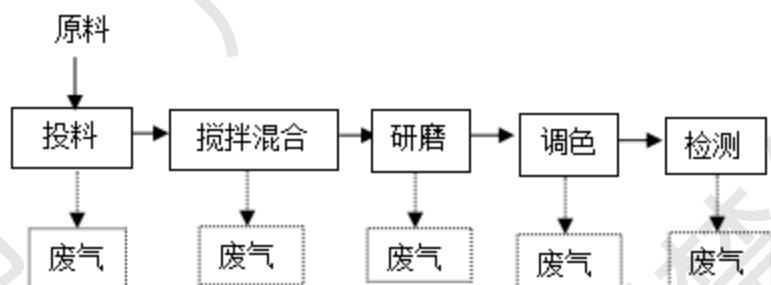 原料
投料 搅拌混合 研磨 调色 检测
废气 废气 废气 废气 废气